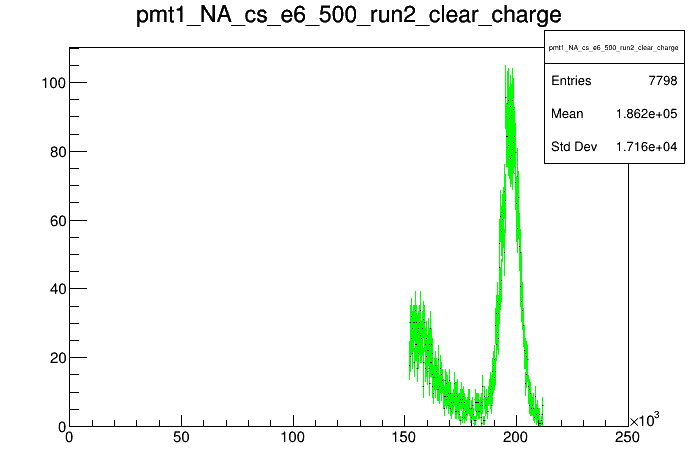 pmt1_NA_cs_e6_500_run2_clear_charge
pmt1_NA_cs_e6_500_run2_clear_charge
Entries 7798
Mean 1.862e+05
Std Dev 1.716e+04
100
80
60
40
20
0
0 50 100 150 200 250
×10³